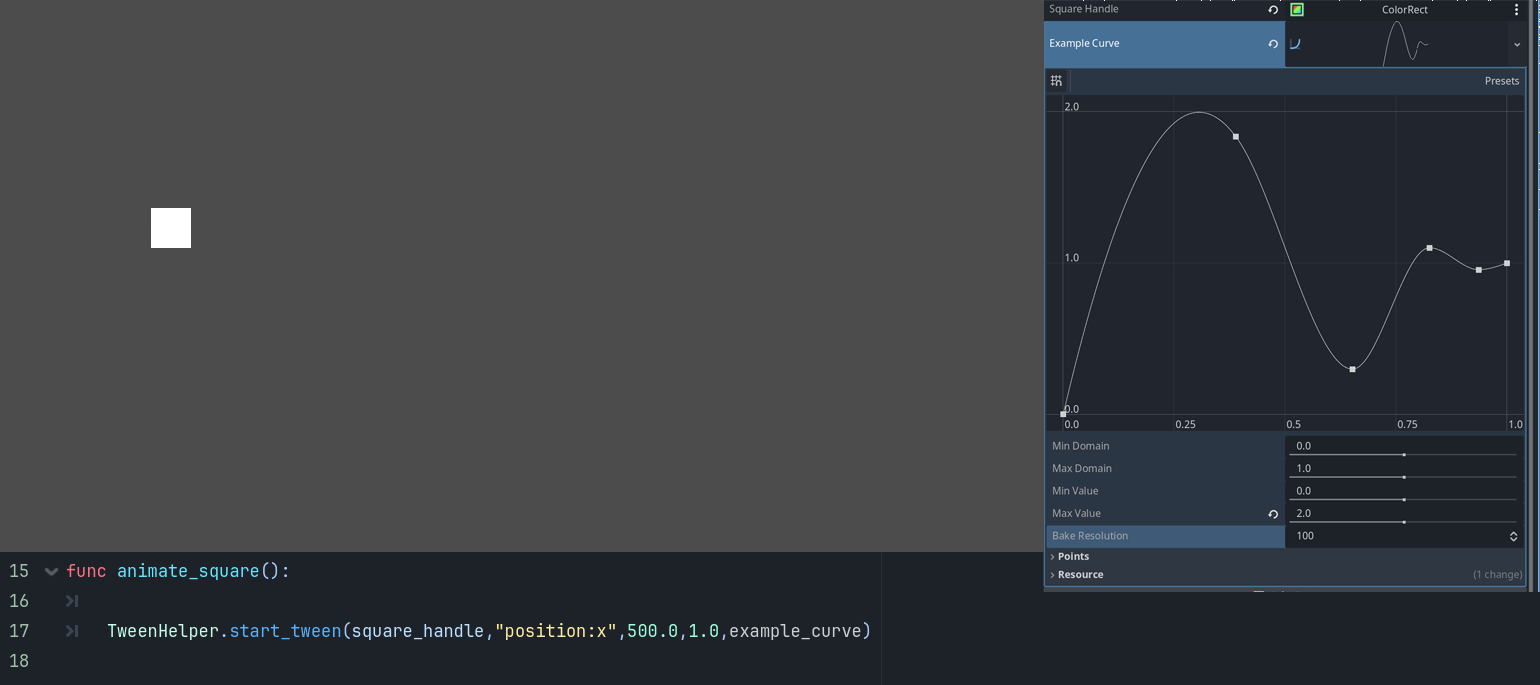 Square Handle ColorRect
Example Curve
Presets
2.0
1.0
0.0
0.0 0.25 0.5 0.75 1.0
Min Domain 0.0
Max Domain 1.0
Min Value 0.0
Max Value 2.0
Bake Resolution 100
Points
Resource (1 change)
15 func animate_square():
16
17 TweenHelper.start_tween(square_handle,"position:x",500.0,1.0,example_curve)
18